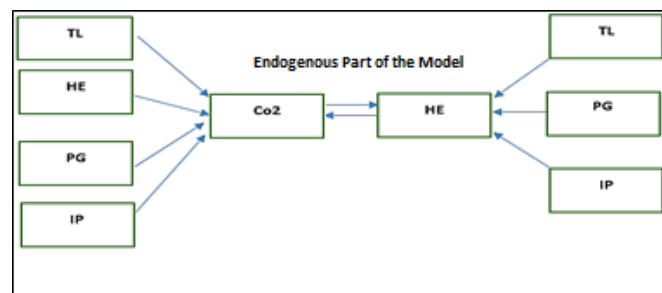 TL
TL
Endogenous Part of the Model
HE
Co2
HE
PG
PG
IP
IP